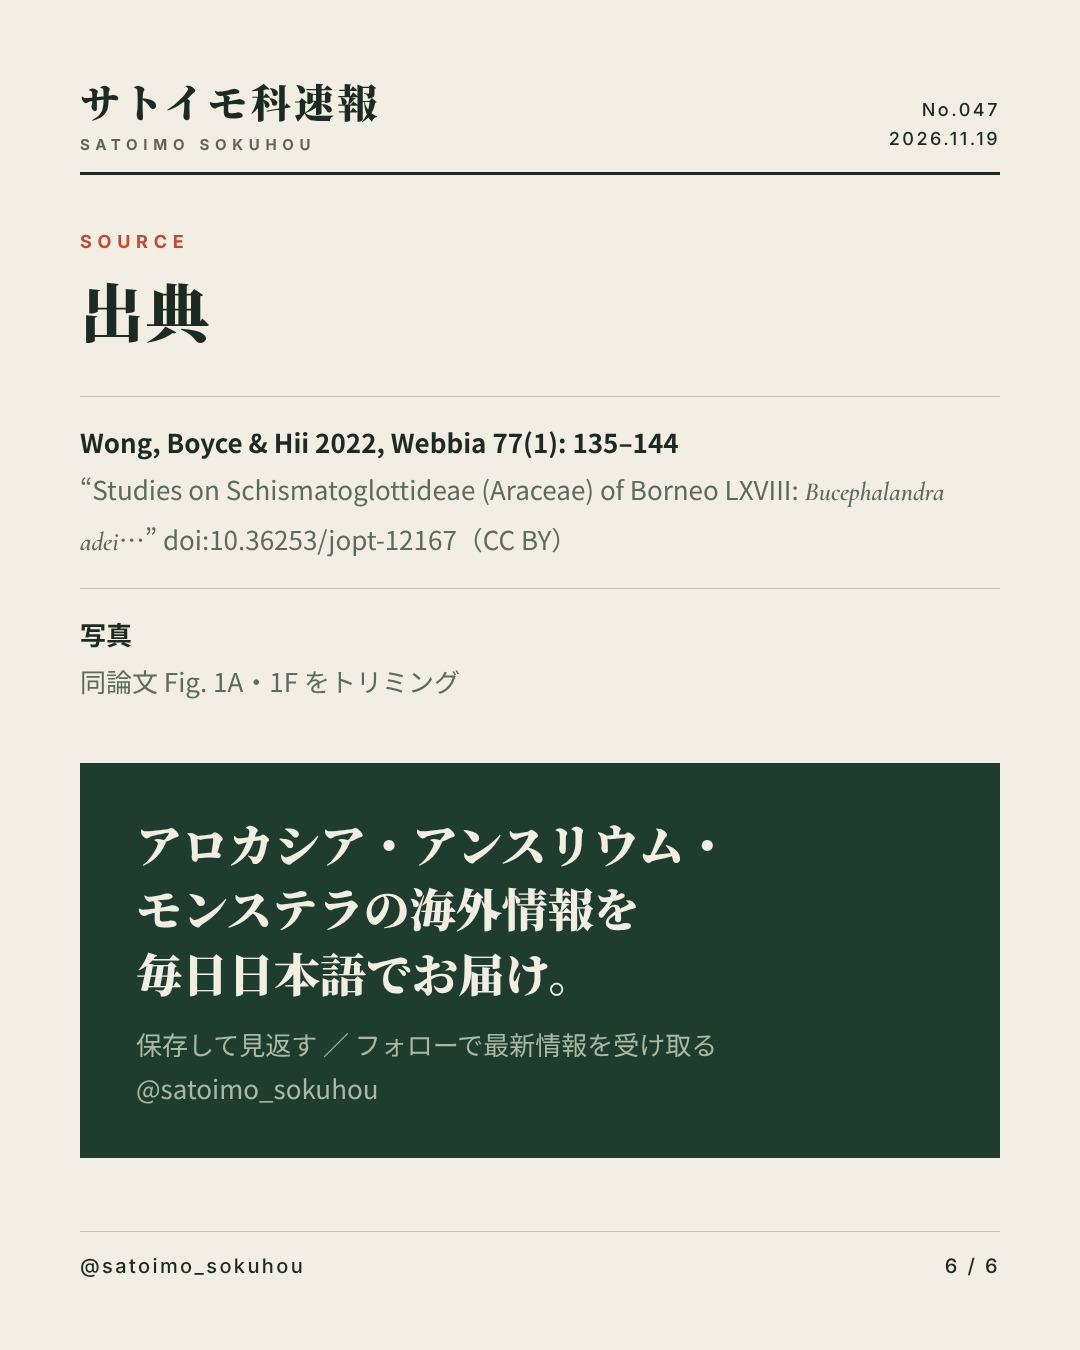 サトイモ科速報
SATOIMO SOKUHOU
No.047
2026.11.19
SOURCE
出典
Wong, Boyce & Hii 2022, Webbia 77(1): 135–144
“Studies on Schismatoglottideae (Araceae) of Borneo LXVIII: Bucephalandra
adei…” doi:10.36253/jopt-12167（CC BY）
写真
同論文 Fig. 1A・1F をトリミング
アロカシア・アンスリウム・
モンステラの海外情報を
毎日日本語でお届け。
保存して見返す ／ フォローで最新情報を受け取る
@satoimo_sokuhou
@satoimo_sokuhou
6 / 6